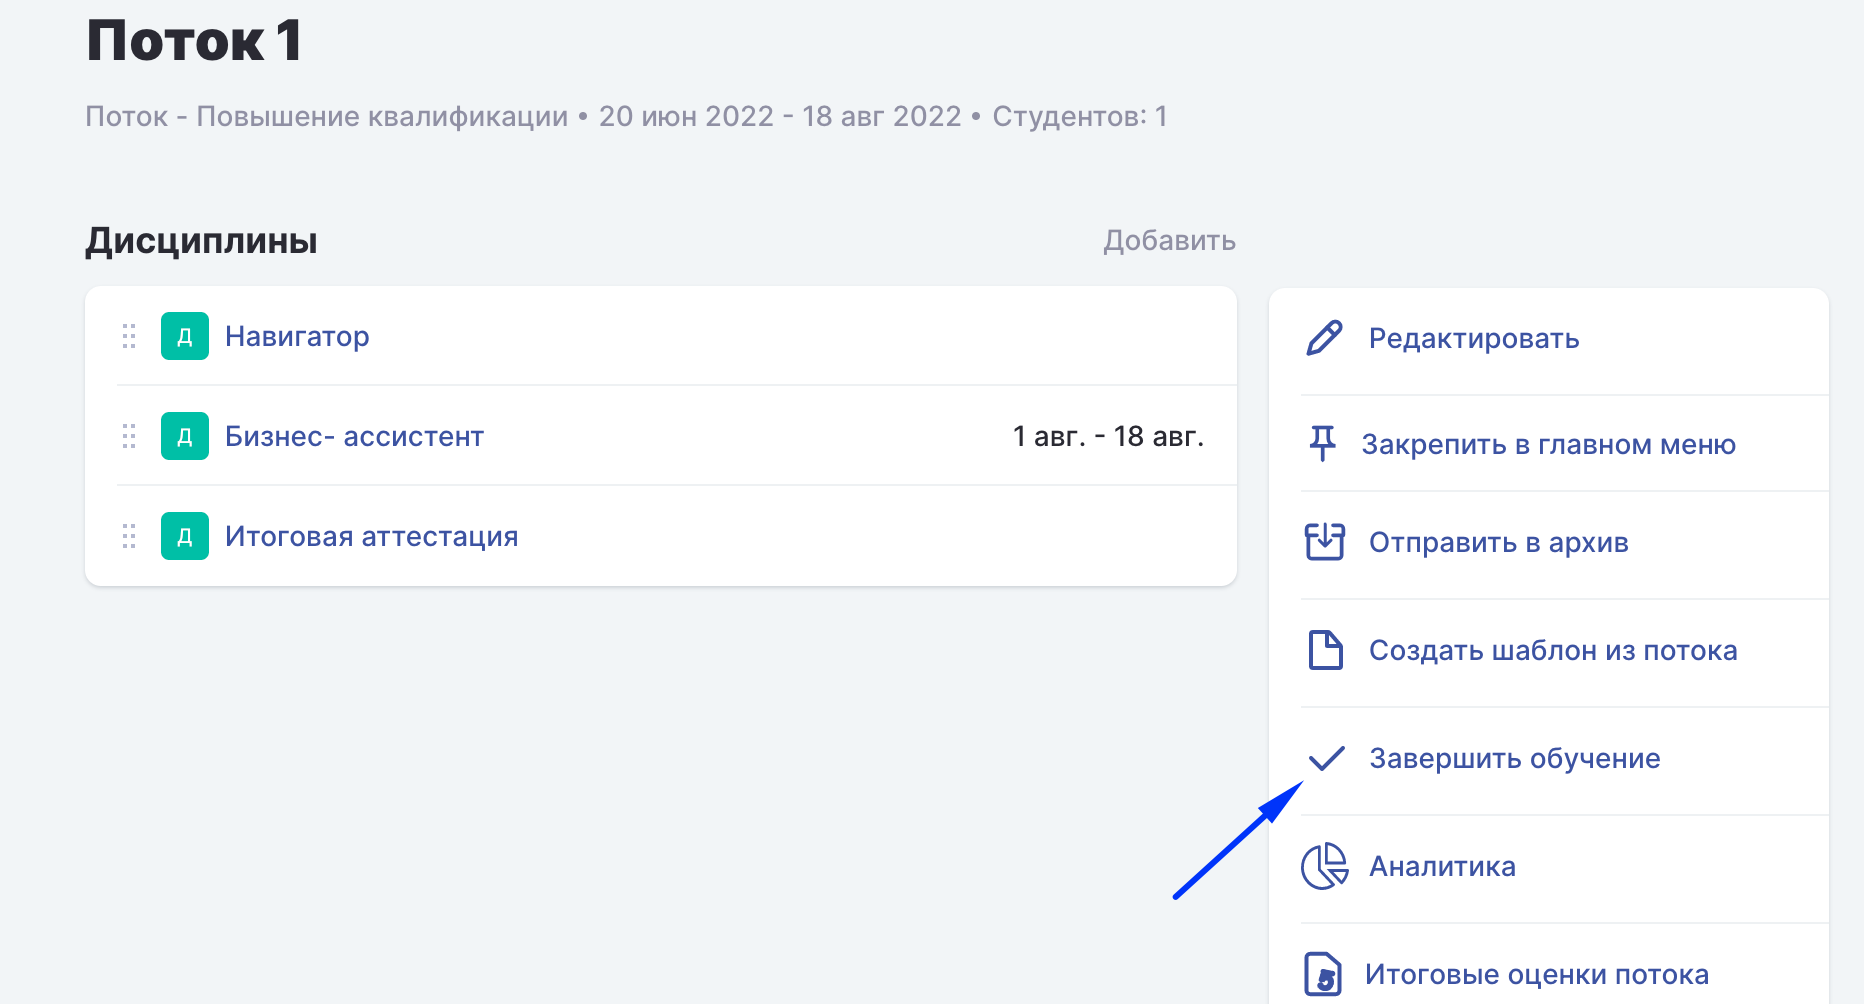 Поток 1
Поток - Повышение квалификации • 20 июн 2022 - 18 авг 2022 • Студентов: 1
Дисциплины
Добавить
Д Навигатор
Д Бизнес- ассистент 1 авг. - 18 авг.
Д Итоговая аттестация
Редактировать
Закрепить в главном меню
Отправить в архив
Создать шаблон из потока
Завершить обучение
Аналитика
5 Итоговые оценки потока